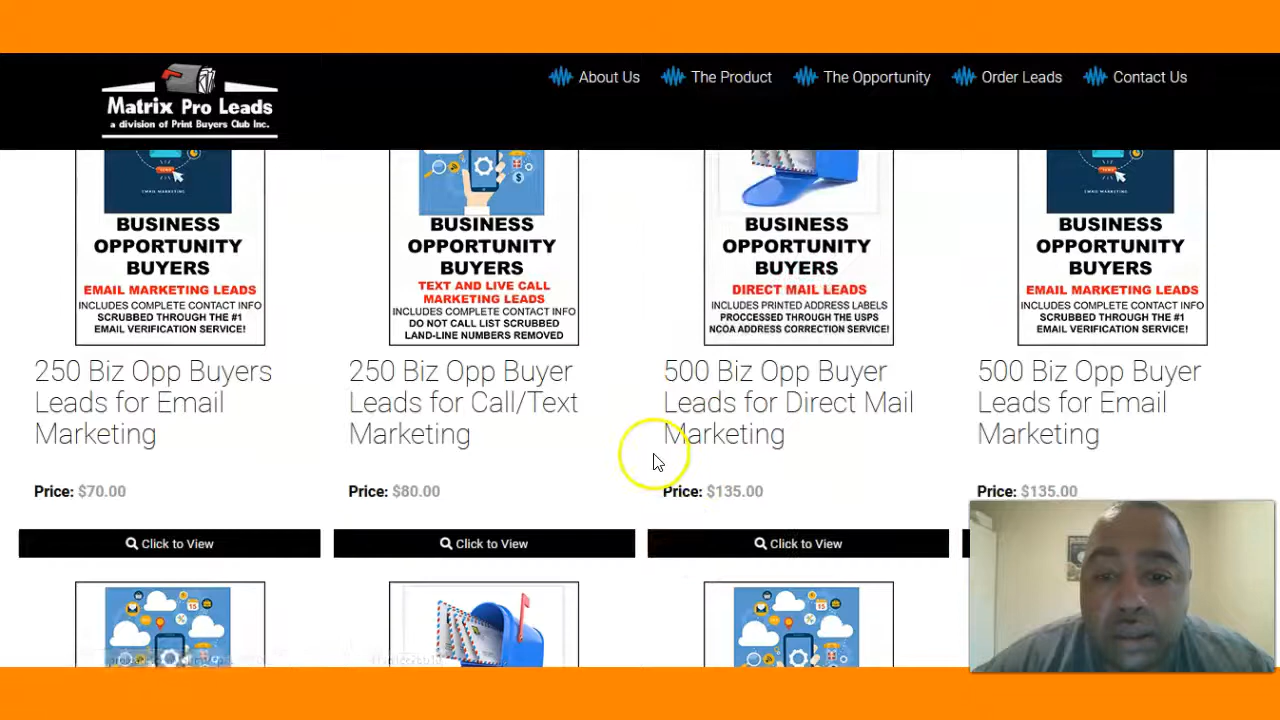 Matrix Pro Leads
a division of Print Buyers Club Inc.
About Us
The Product
The Opportunity
Order Leads
Contact Us
EMAIL MARKETING
BUSINESS
OPPORTUNITY
BUYERS
EMAIL MARKETING LEADS
INCLUDES COMPLETE CONTACT INFO
SCRUBBED THROUGH THE #1
EMAIL VERIFICATION SERVICE!
250 Biz Opp Buyers
Leads for Email
Marketing
Price: $70.00
Click to View
BUSINESS
OPPORTUNITY
BUYERS
TEXT AND LIVE CALL
MARKETING LEADS
INCLUDES COMPLETE CONTACT INFO
DO NOT CALL LIST SCRUBBED
LAND-LINE NUMBERS REMOVED
250 Biz Opp Buyer
Leads for Call/Text
Marketing
Price: $80.00
Click to View
BUSINESS
OPPORTUNITY
BUYERS
DIRECT MAIL LEADS
INCLUDES PRINTED ADDRESS LABELS
PROCCESSED THROUGH THE USPS
NCOA ADDRESS CORRECTION SERVICE!
500 Biz Opp Buyer
Leads for Direct Mail
Marketing
Price: $135.00
Click to View
EMAIL MARKETING
BUSINESS
OPPORTUNITY
BUYERS
EMAIL MARKETING LEADS
INCLUDES COMPLETE CONTACT INFO
SCRUBBED THROUGH THE #1
EMAIL VERIFICATION SERVICE!
500 Biz Opp Buyer
Leads for Email
Marketing
Price: $135.00